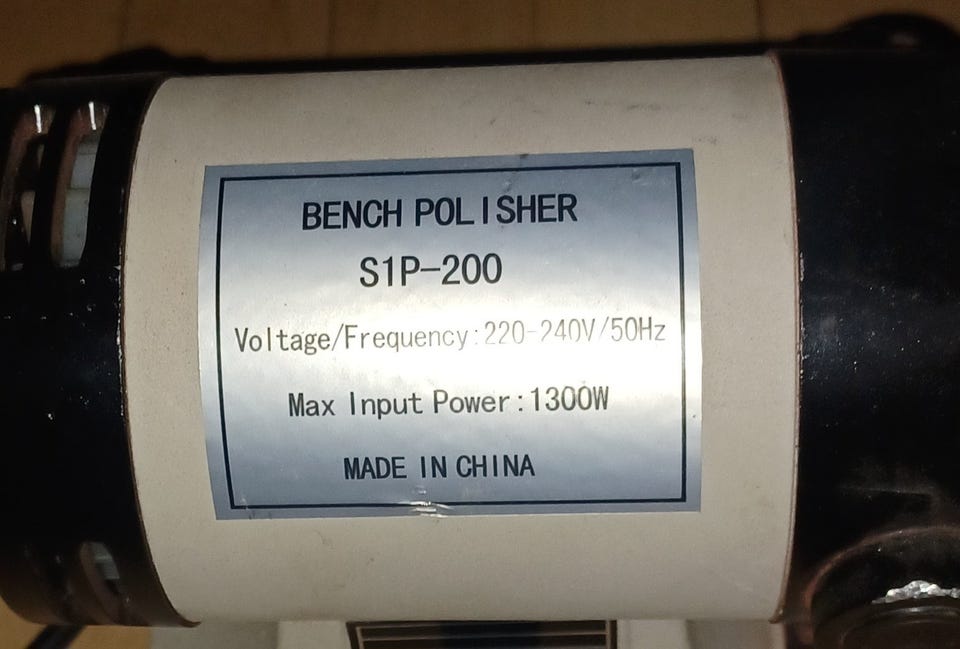 BENCH POLISHER
S1P-200
Voltage/Frequency:220-240V/50Hz
Max Input Power:1300W
MADE IN CHINA